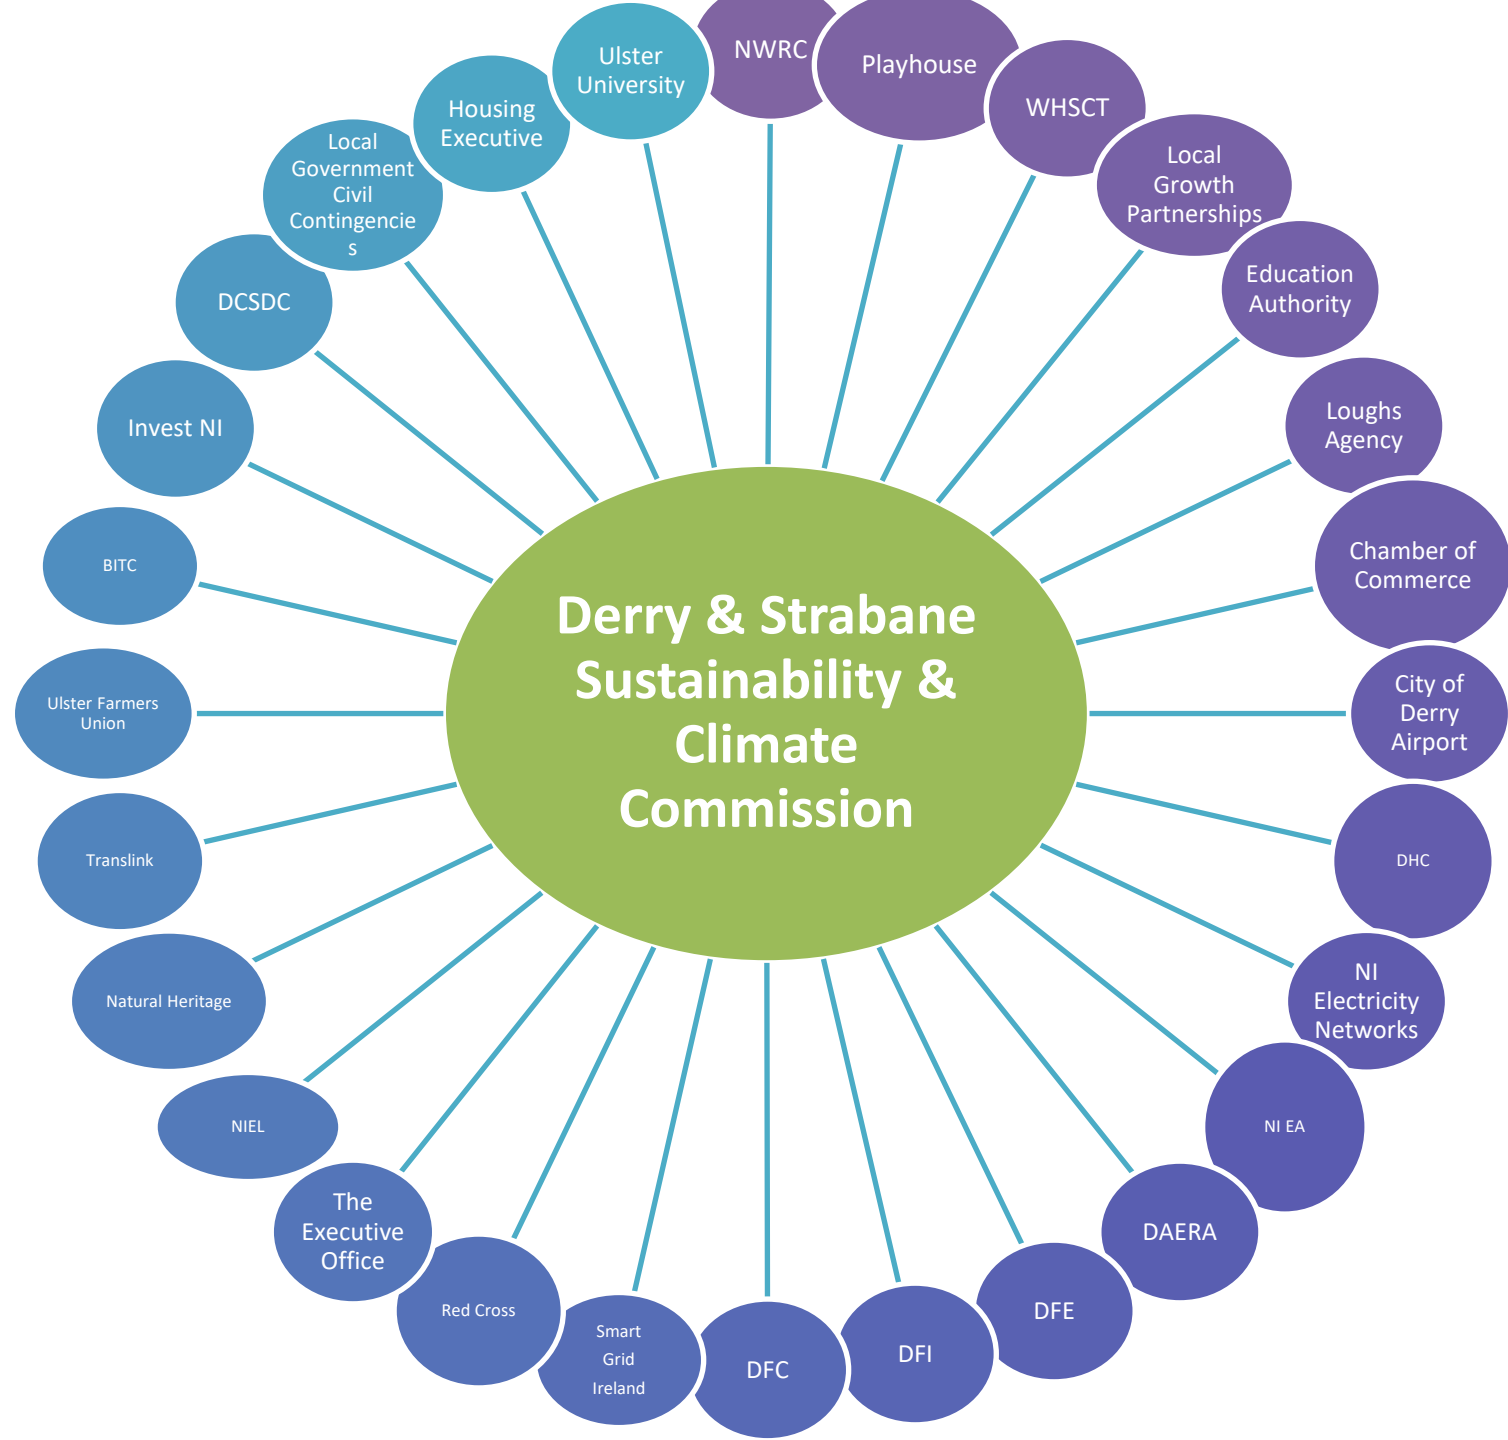 Derry & Strabane
Sustainability &
Climate
Commission
NWRC
Playhouse
WHSCT
Local
Growth
Partnerships
Education
Authority
Loughs
Agency
Chamber of
Commerce
City of
Derry
Airport
DHC
NI
Electricity
Networks
NI EA
DAERA
DFE
DFI
DFC
Smart
Grid
Ireland
Red Cross
The
Executive
Office
NIEL
Natural Heritage
Translink
Ulster Farmers
Union
BITC
Invest NI
DCSDC
Local
Government
Civil
Contingencie
s
Housing
Executive
Ulster
University